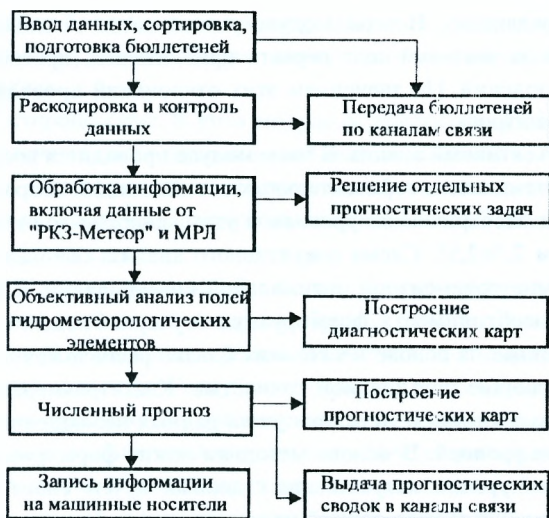 Ввод данных, сортировка,
подготовка бюллетеней
Раскодировка и контроль
данных
Передача бюллетеней
по каналам связи
Обработка информации,
включая данные от
"РКЗ-Метеор" и МРЛ
Решение отдельных
прогностических задач
Объективный анализ полей
гидрометеорологических
элементов
Построение
диагностических карт
Численный прогноз
Построение
прогностических карт
Запись информации
на машинные носители
Выдача прогностических
сводок в каналы связи